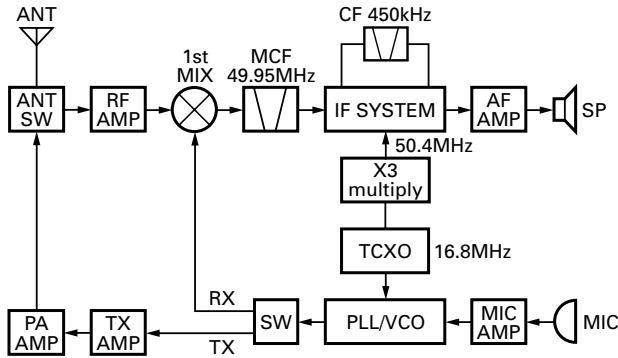 ANT
CF 450kHz
1st
MIX
MCF
49.95MHz
ANT
SW
RF
AMP
IF SYSTEM
AF
AMP
SP
50.4MHz
X3
multiply
TCXO
16.8MHz
RX
PA
AMP
TX
AMP
TX
SW
PLL/VCO
MIC
AMP
MIC